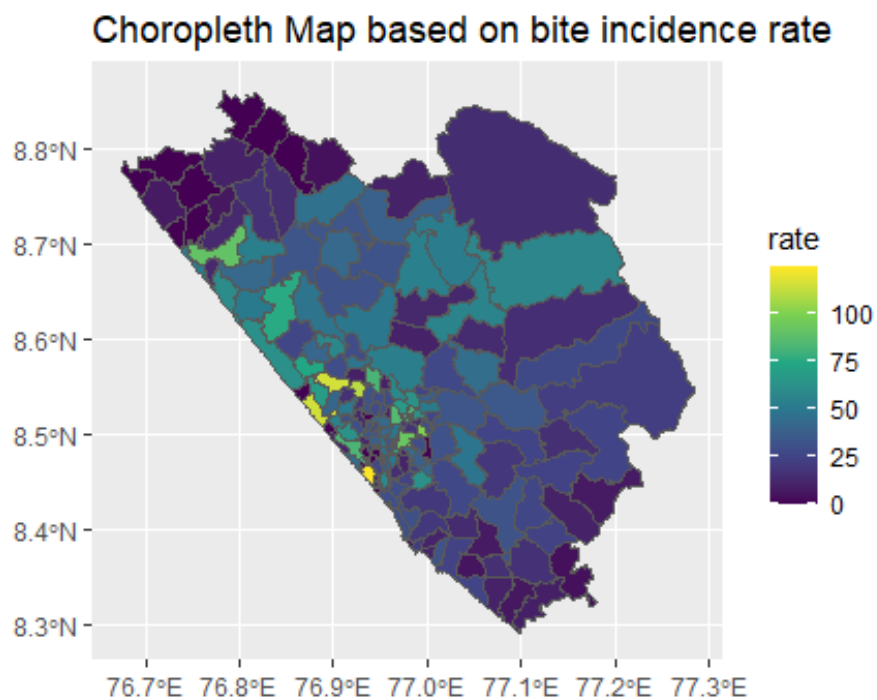 Choropleth Map based on bite incidence rate
8.8°N
8.7°N
8.6°N
8.5°N
8.4°N
8.3°N
76.7°E 76.8°E 76.9°E 77.0°E 77.1°E 77.2°E 77.3°E
rate
100
75
50
25
0